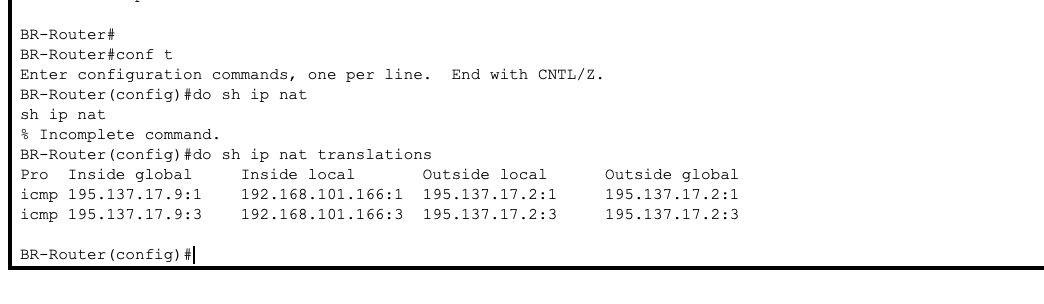 BR-Router#
BR-Router#conf t
Enter configuration commands, one per line.  End with CNTL/Z.
BR-Router(config)#do sh ip nat
sh ip nat
% Incomplete command.
BR-Router(config)#do sh ip nat translations
Pro  Inside global     Inside local       Outside local      Outside global
icmp 195.137.17.9:1    192.168.101.166:1  195.137.17.2:1     195.137.17.2:1
icmp 195.137.17.9:3    192.168.101.166:3  195.137.17.2:3     195.137.17.2:3
BR-Router(config)#